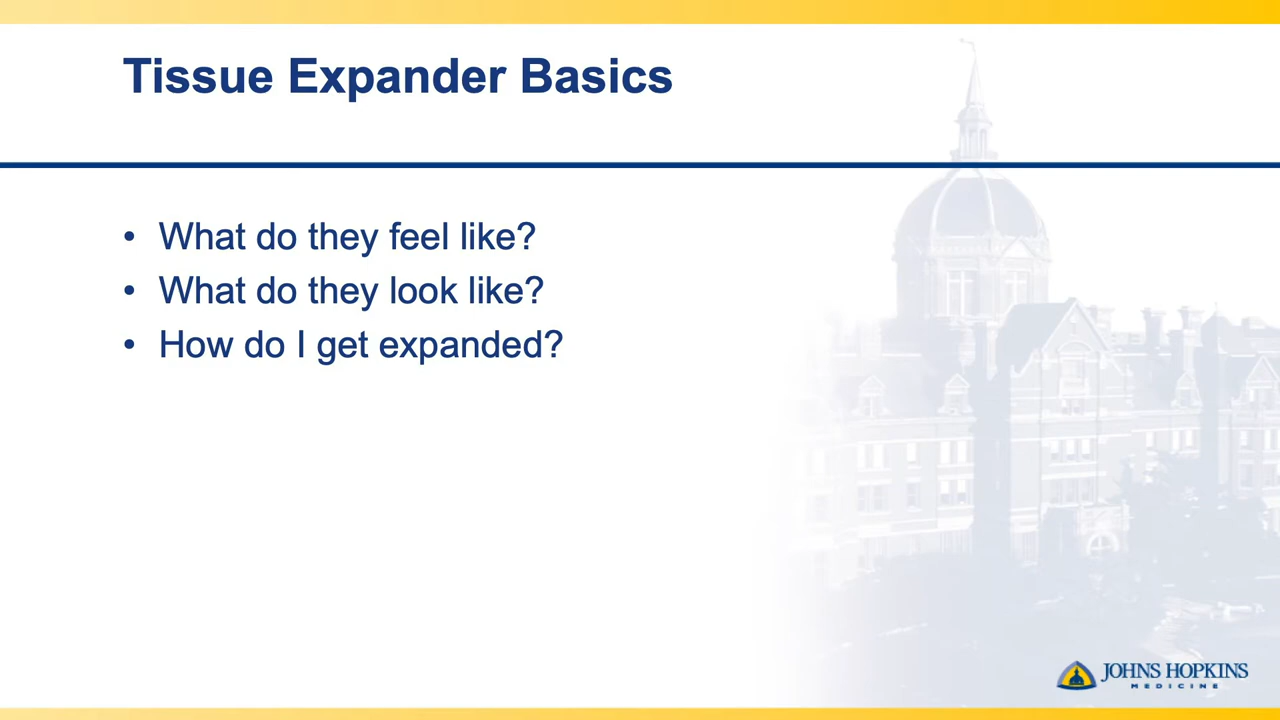 Tissue Expander Basics
• What do they feel like?
• What do they look like?
• How do I get expanded?
JOHNS HOPKINS
MEDICINE